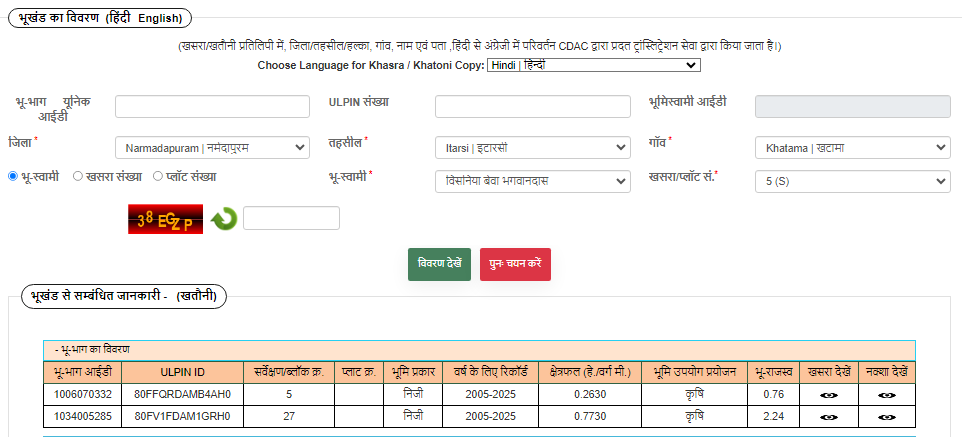 भूखंड का विवरण (हिंदी English)
(खसरा/खतौनी प्रतिलिपी में, जिला/तहसील/हल्का, गांव, नाम एवं पता ,हिंदी से अंग्रेजी में परिवर्तन CDAC द्वारा प्रदत ट्रांस्लिट्रेशन सेवा द्वारा किया जाता है।)
Choose Language for Khasra / Khatoni Copy: Hindi | हिन्दी
भू-भाग यूनिक आईडी ULPIN संख्या भूमिस्वामी आईडी
जिला * Narmadapuram | नर्मदापुरम तहसील * Itarsi | इटारसी गाँव * Khatama | खटामा
भू-स्वामी खसरा संख्या प्लॉट संख्या भू-स्वामी * विसनिया बेवा भगवानदास खसरा/प्लॉट सं.* 5 (S)
38EGZP
विवरण देखें पुनः चयन करें
भूखंड से सम्बंधित जानकारी - (खतौनी)
- भू-भाग का विवरण
भू-भाग आईडी ULPIN ID सर्वेक्षण/ब्लॉक क्र. प्लाट क्र. भूमि प्रकार वर्ष के लिए रिकॉर्ड क्षेत्रफल (हे./वर्ग मी.) भूमि उपयोग प्रयोजन भू-राजस्व खसरा देखें नक्शा देखें
1006070332 80FFQRDAMB4AH0 5 निजी 2005-2025 0.2630 कृषि 0.76
1034005285 80FV1FDAM1GRH0 27 निजी 2005-2025 0.7730 कृषि 2.24